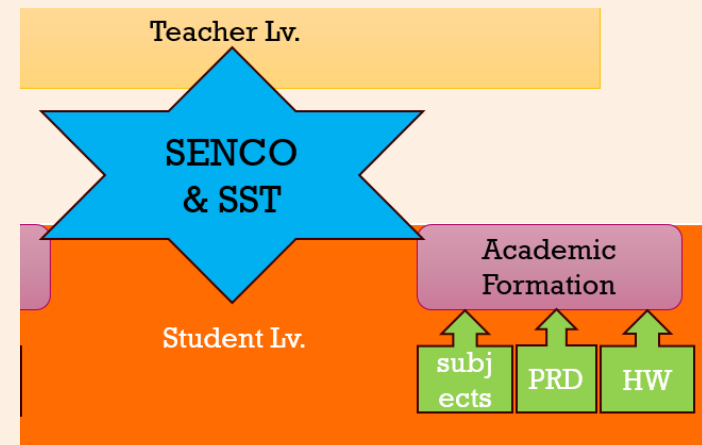 Teacher Lv.
SENCO
& SST
Academic
Formation
Student Lv.
subj
ects
PRD
HW